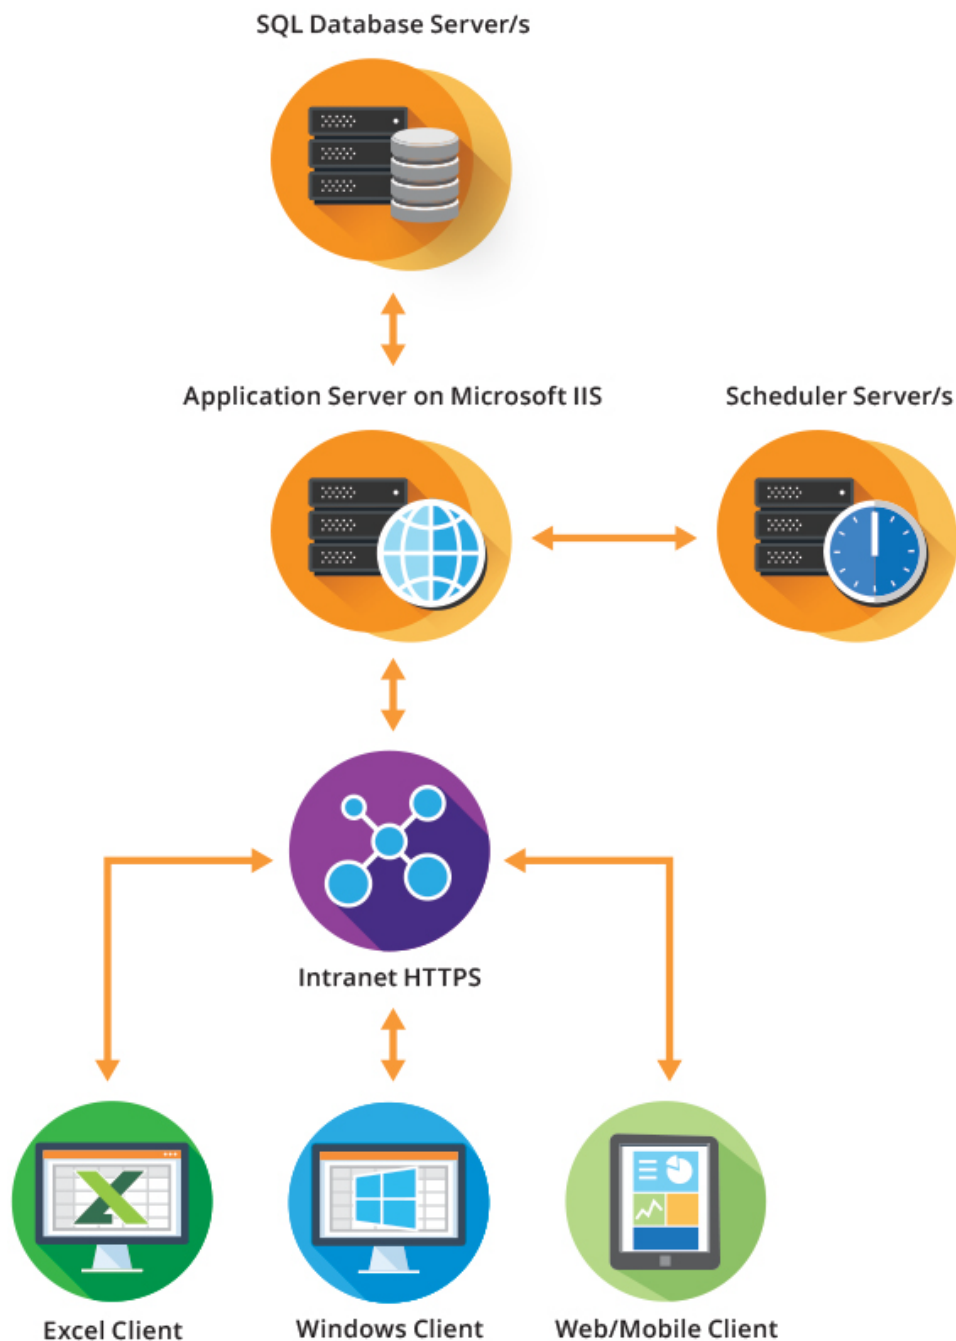 SQL Database Server/s
Application Server on Microsoft IIS
Scheduler Server/s
Intranet HTTPS
Excel Client
Windows Client
Web/Mobile Client